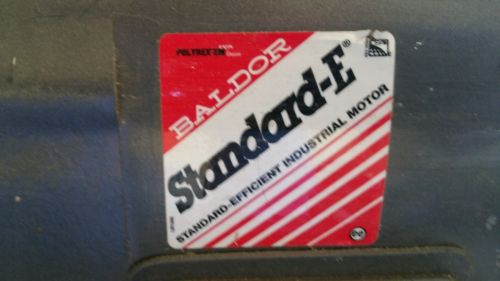 POLYREX EM
BALDOR
Standard-E®
STANDARD-EFFICIENT INDUSTRIAL MOTOR